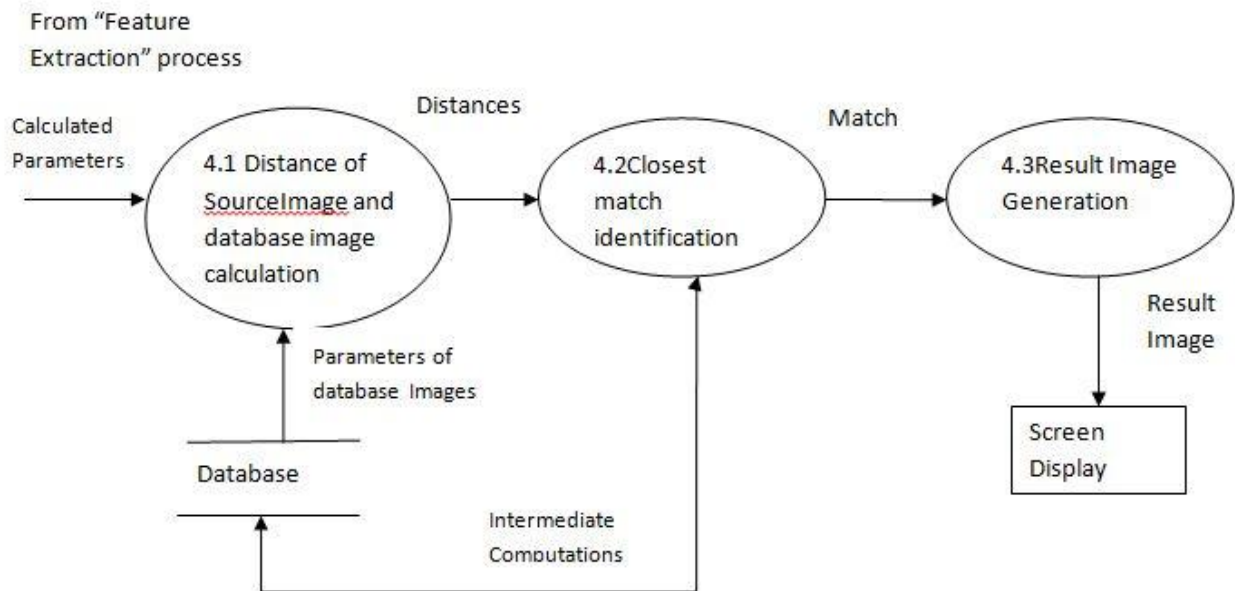 From “Feature
Extraction” process
Calculated
Parameters
4.1 Distance of
SourceImage and
database image
calculation
Distances
4.2Closest
match
identification
Match
4.3Result Image
Generation
Result
Image
Parameters of
database Images
Database
Screen
Display
Intermediate
Computations